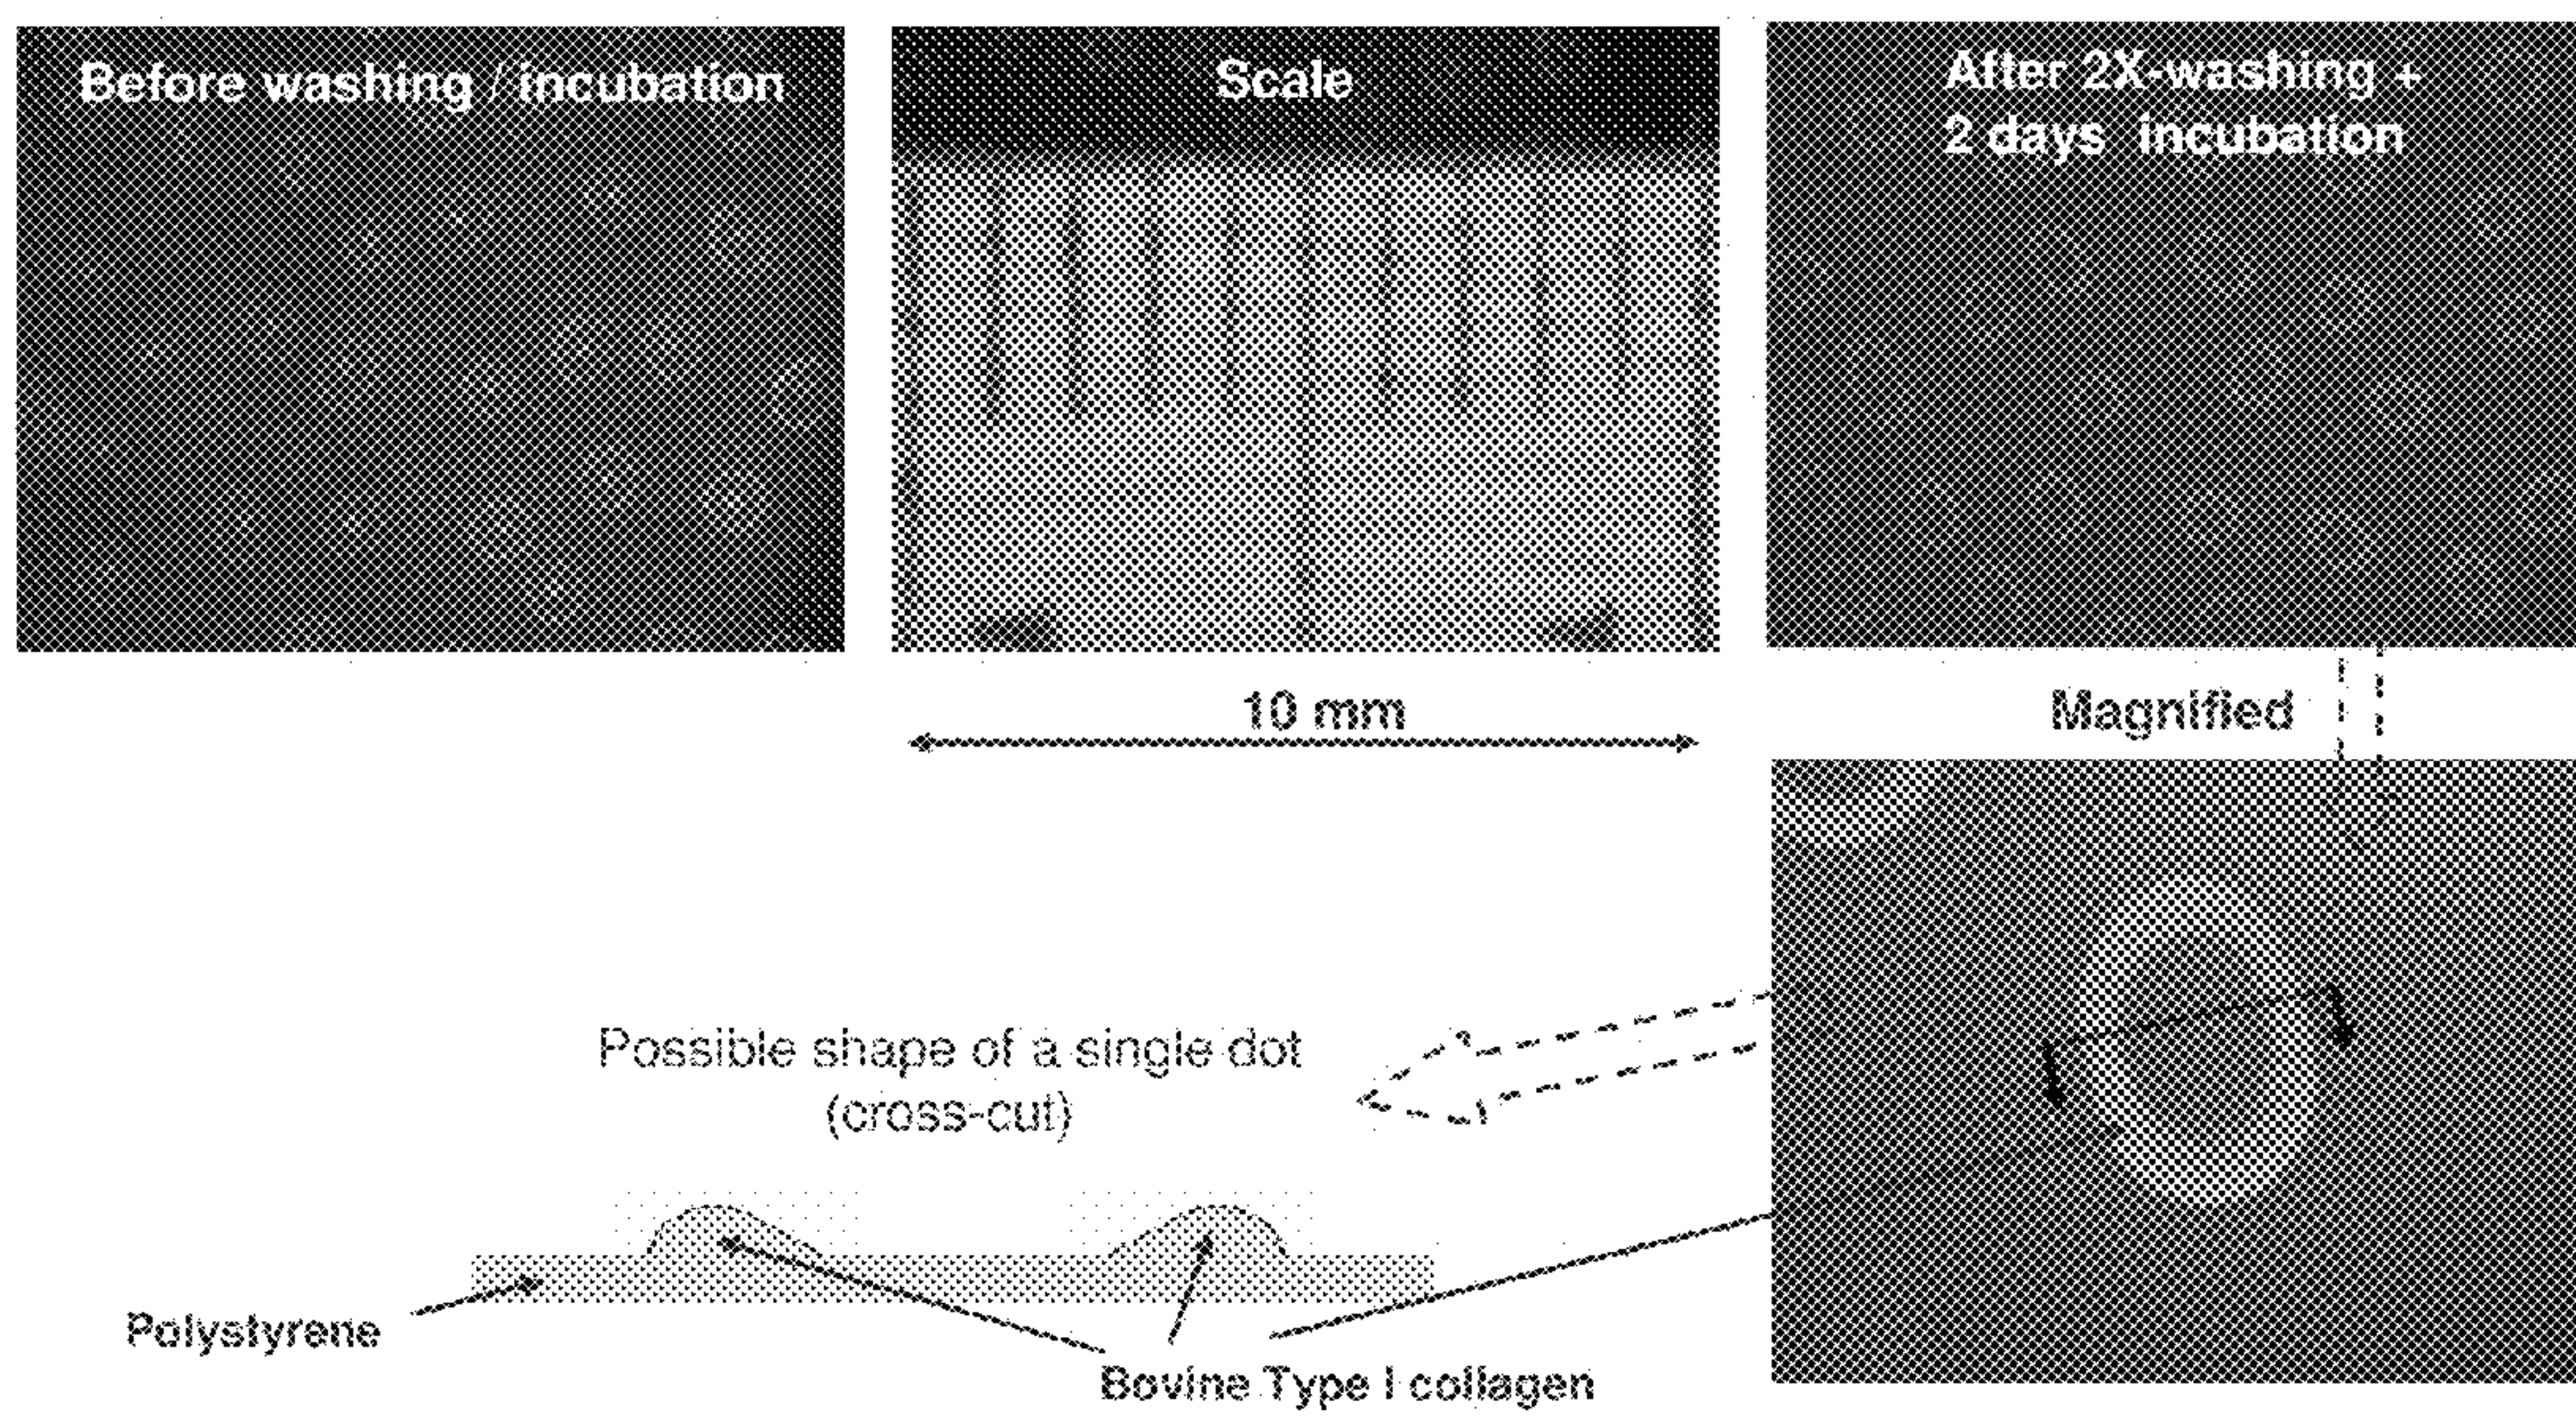 Before washing / incubation
Scale
After 2X-washing +
2 days incubation
10 mm
Magnified
Possible shape of a single dot
(cross-cut)
Polystyrene
Bovine Type I collagen